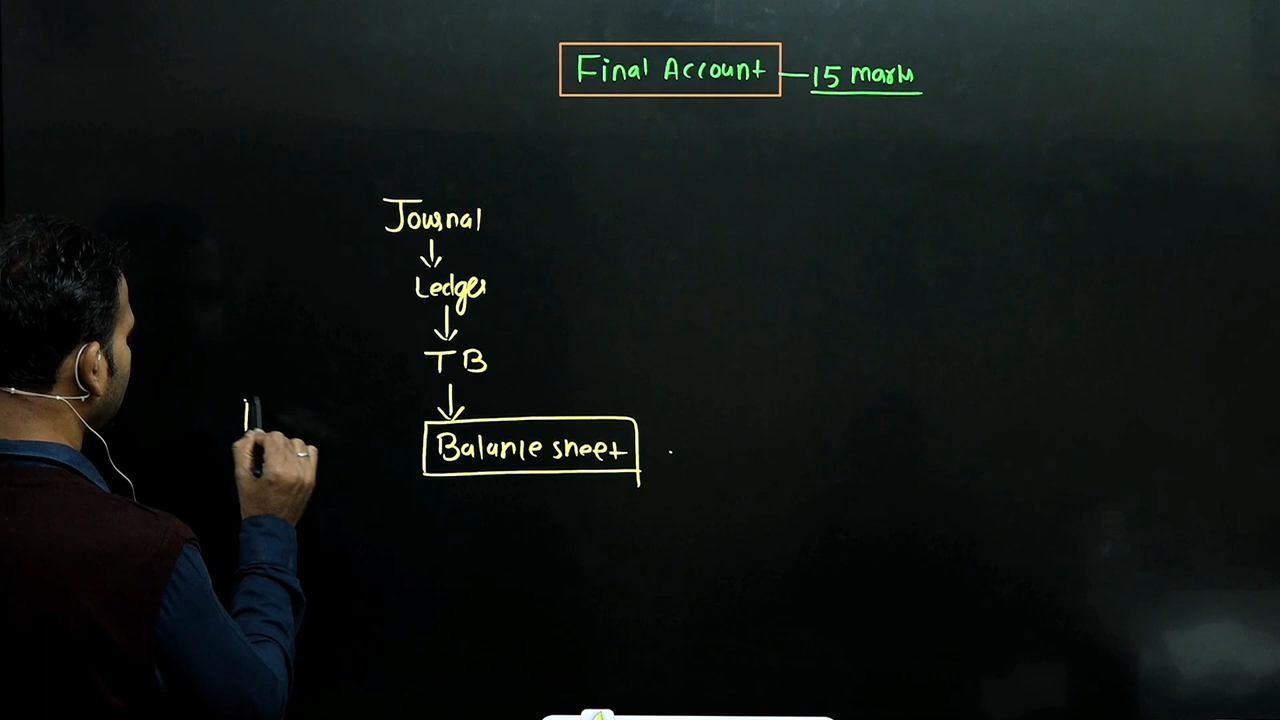 Final Account — 15 marks
Journal
↓
Ledger
↓
TB
↓
Balance sheet